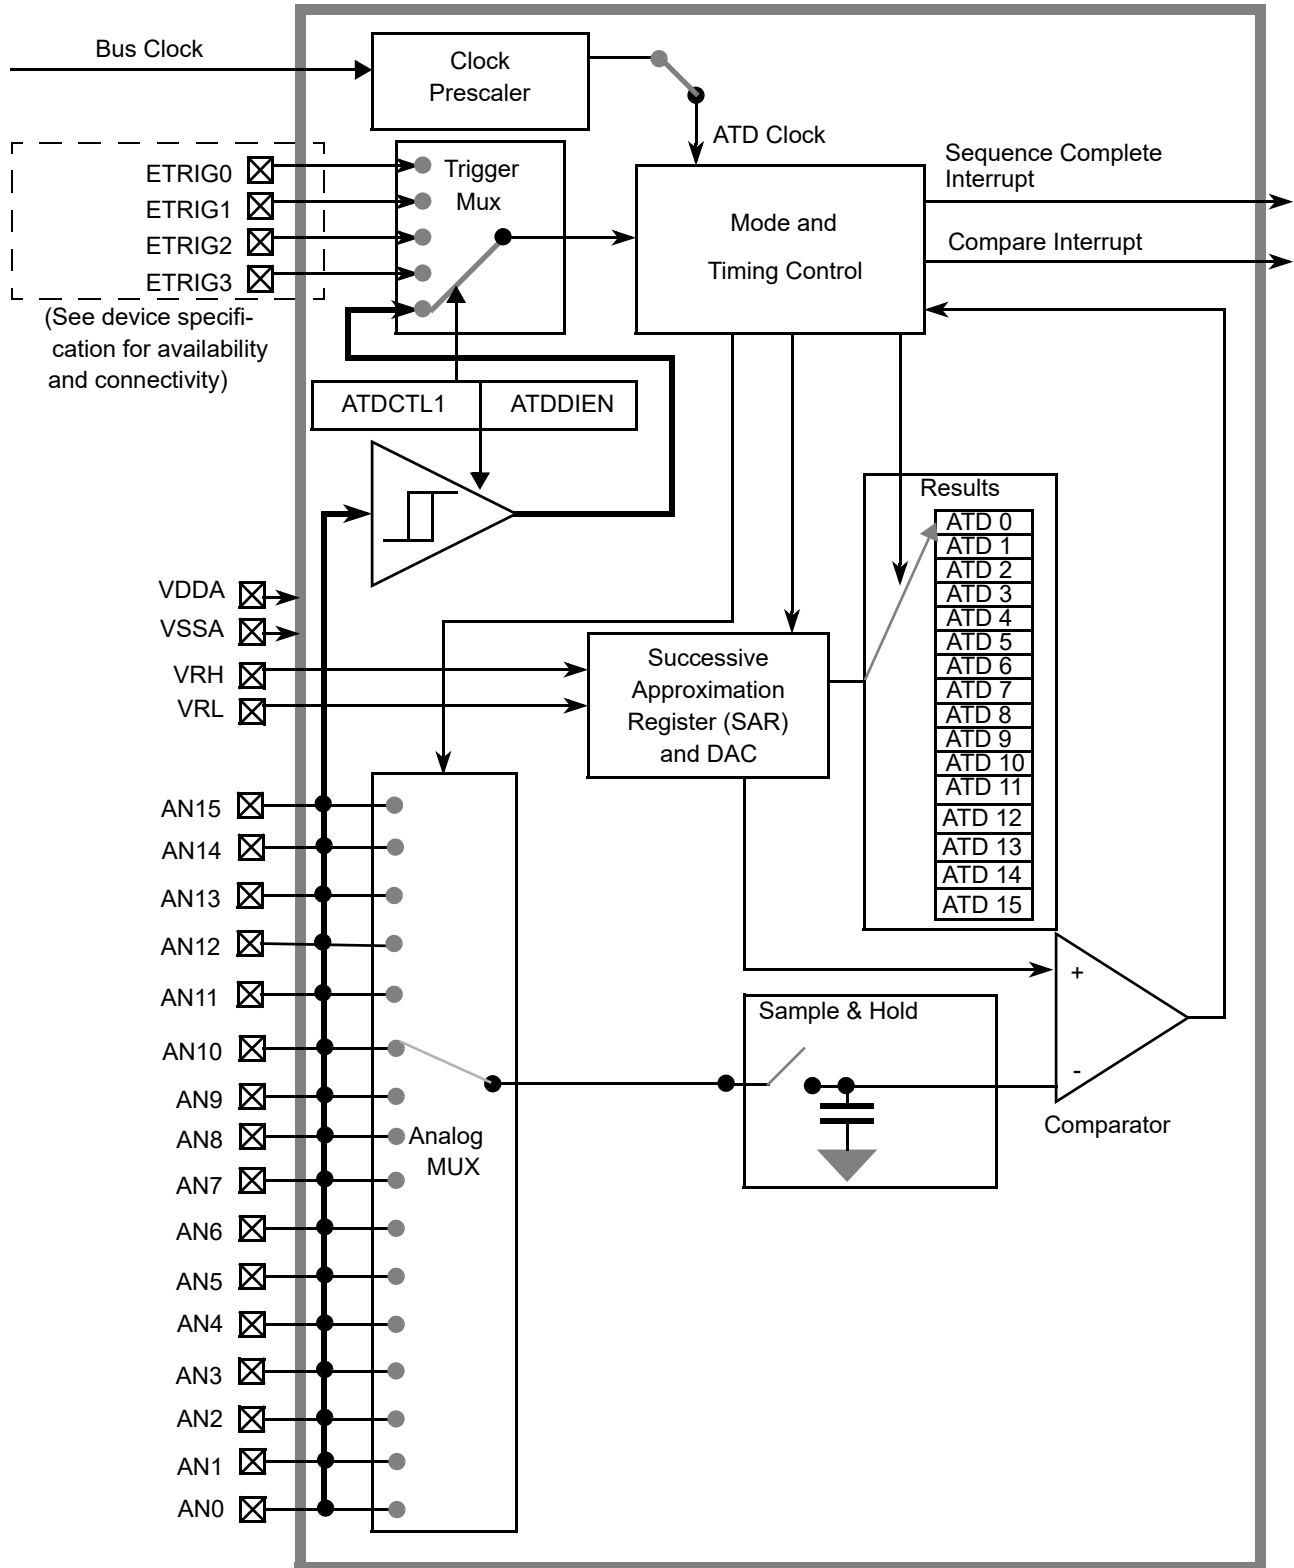 Bus Clock
Clock
Prescaler
ATD Clock
ETRIG0
ETRIG1
ETRIG2
ETRIG3
(See device specifi-
cation for availability
and connectivity)
Trigger
Mux
Mode and
Timing Control
Sequence Complete
Interrupt
Compare Interrupt
ATDCTL1
ATDDIEN
Results
ATD 0
ATD 1
ATD 2
ATD 3
ATD 4
ATD 5
ATD 6
ATD 7
ATD 8
ATD 9
ATD 10
ATD 11
ATD 12
ATD 13
ATD 14
ATD 15
VDDA
VSSA
VRH
VRL
Successive
Approximation
Register (SAR)
and DAC
AN15
AN14
AN13
AN12
AN11
AN10
AN9
AN8
AN7
AN6
AN5
AN4
AN3
AN2
AN1
AN0
Analog
MUX
Sample & Hold
+
-
Comparator